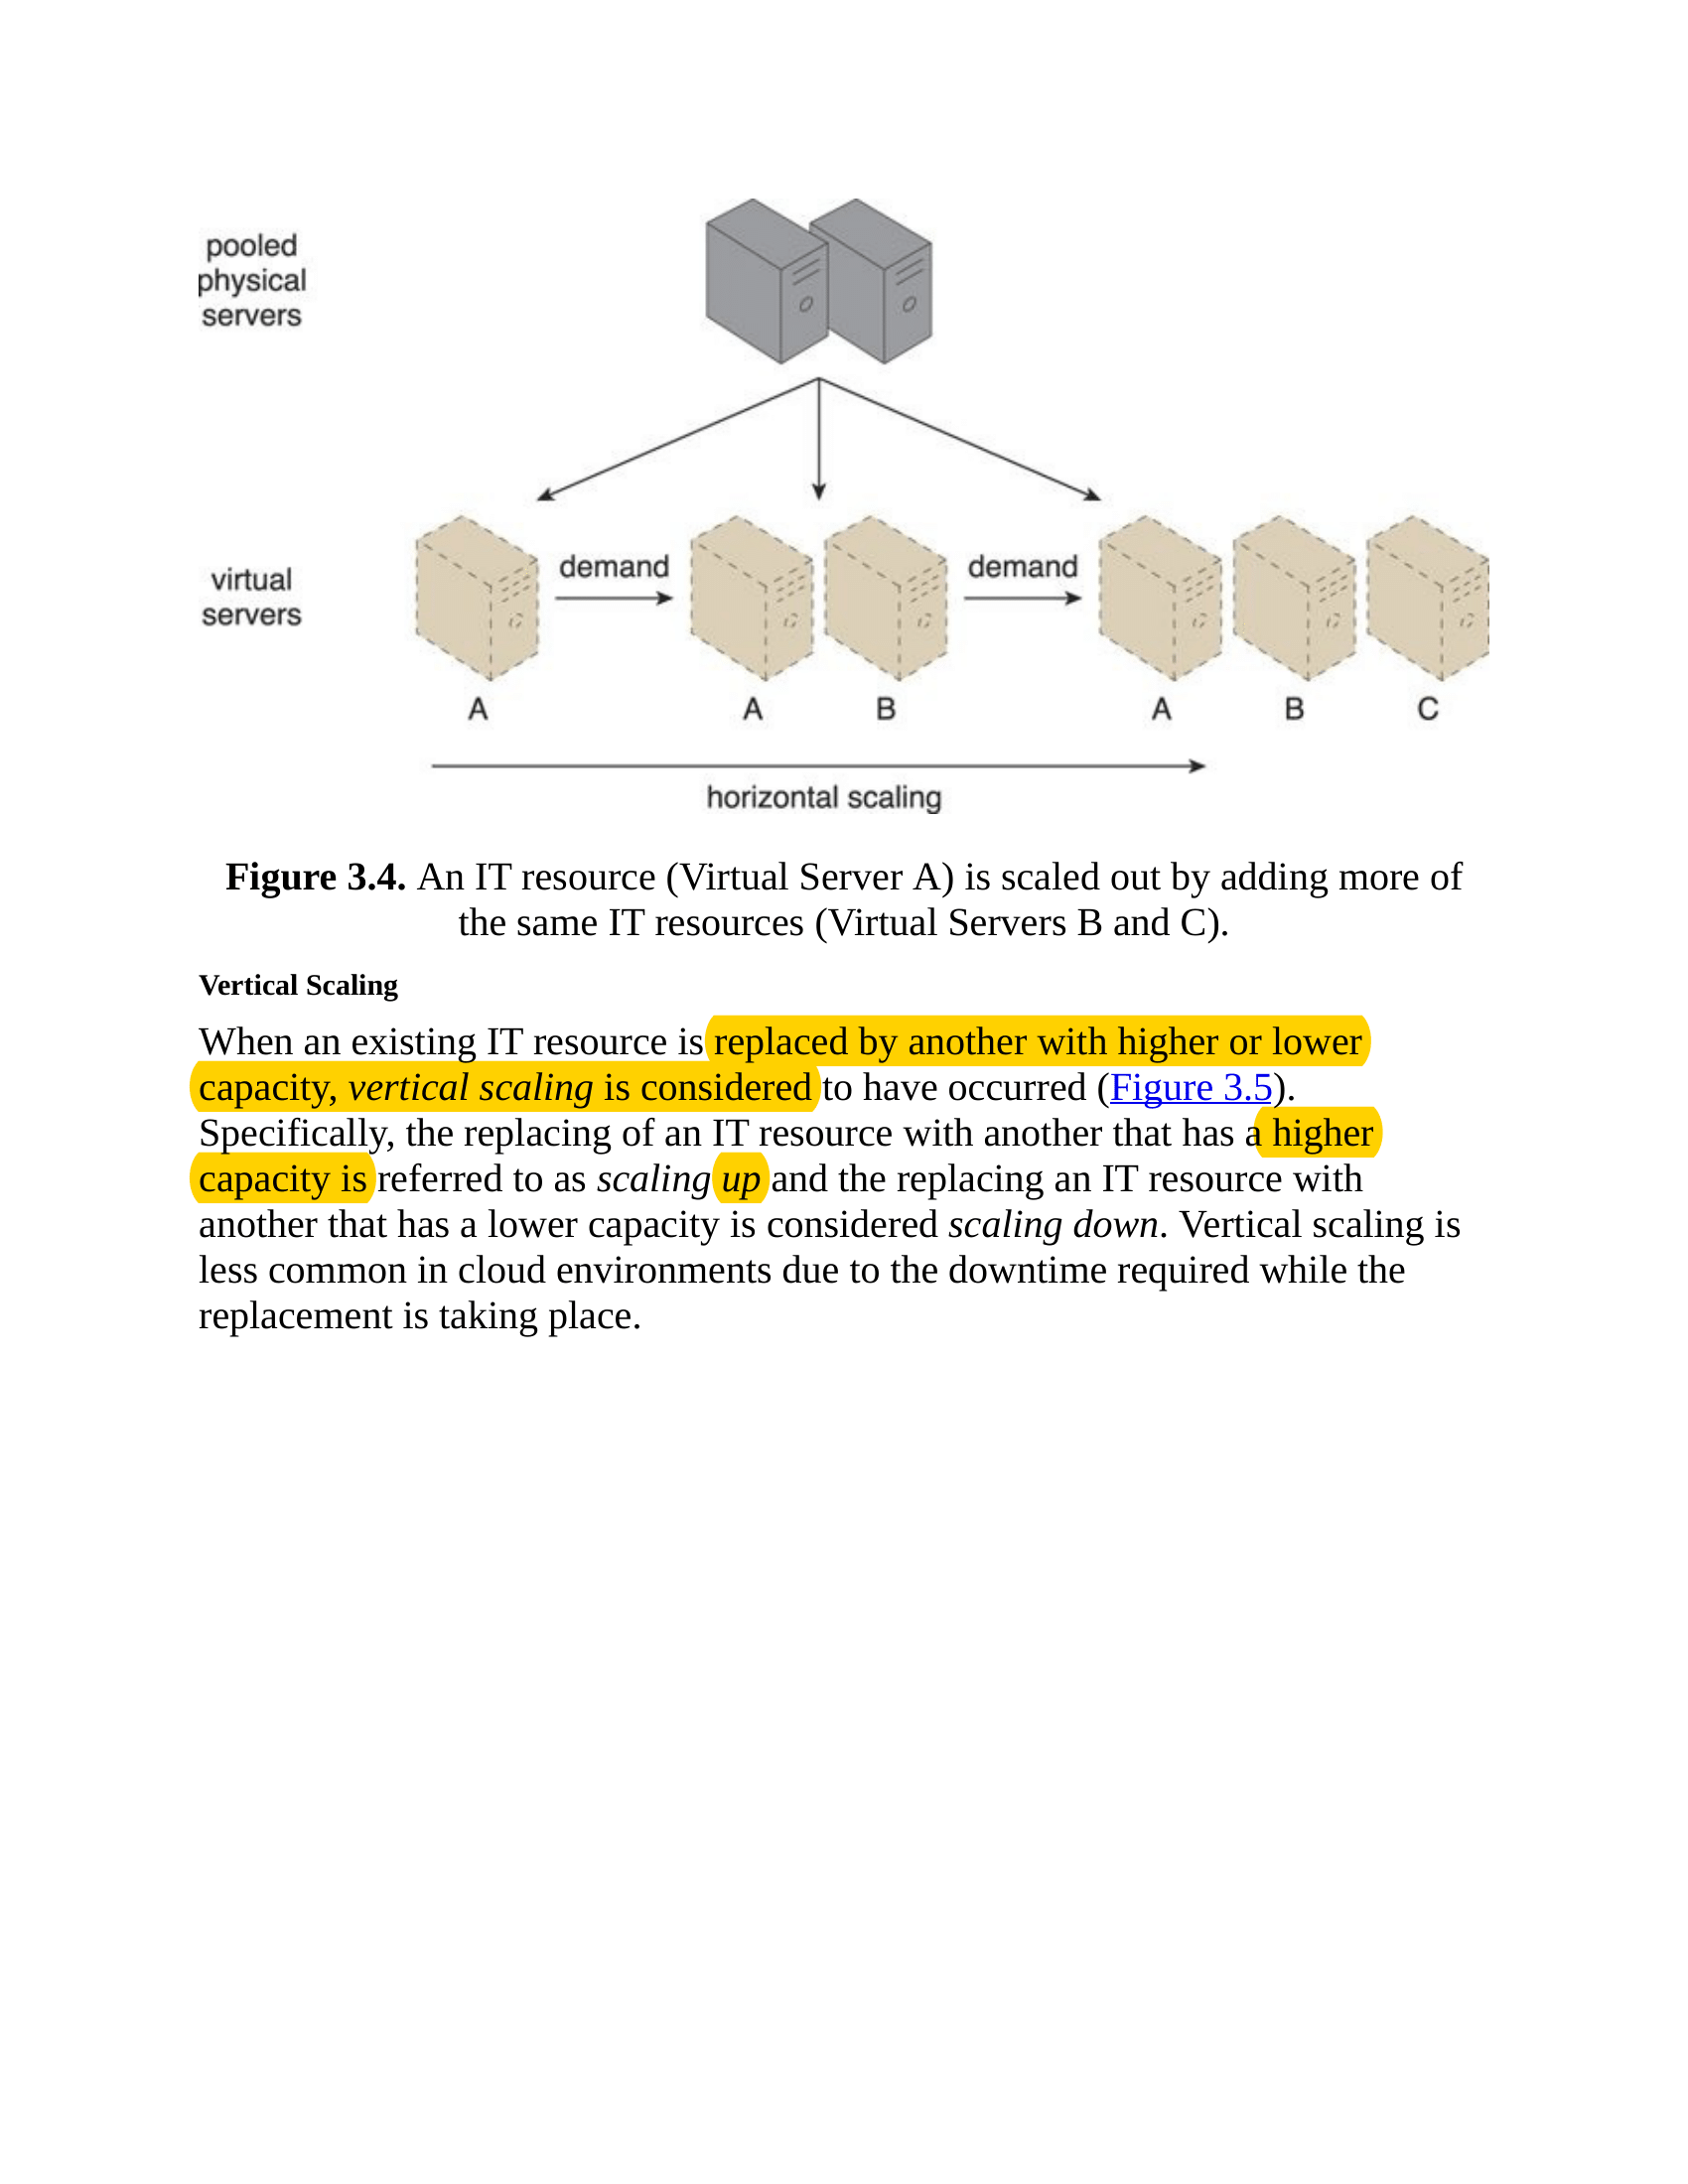 pooled
physical
servers
virtual
servers
demand
demand
A
A
B
A
B
C
horizontal scaling
Figure 3.4. An IT resource (Virtual Server A) is scaled out by adding more of
the same IT resources (Virtual Servers B and C).
Vertical Scaling
When an existing IT resource is replaced by another with higher or lower
capacity, vertical scaling is considered to have occurred (Figure 3.5).
Specifically, the replacing of an IT resource with another that has a higher
capacity is referred to as scaling up and the replacing an IT resource with
another that has a lower capacity is considered scaling down. Vertical scaling is
less common in cloud environments due to the downtime required while the
replacement is taking place.